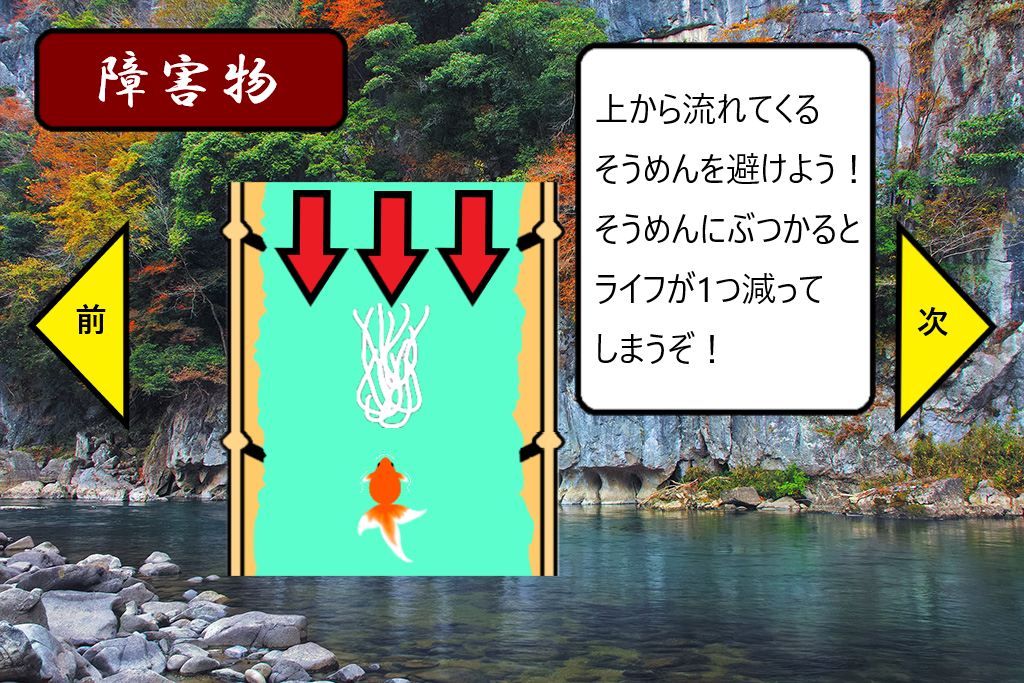 障害物
上から流れてくる
そうめんを避けよう！
そうめんにぶつかると
ライフが1つ減って
しまうぞ！
前
次